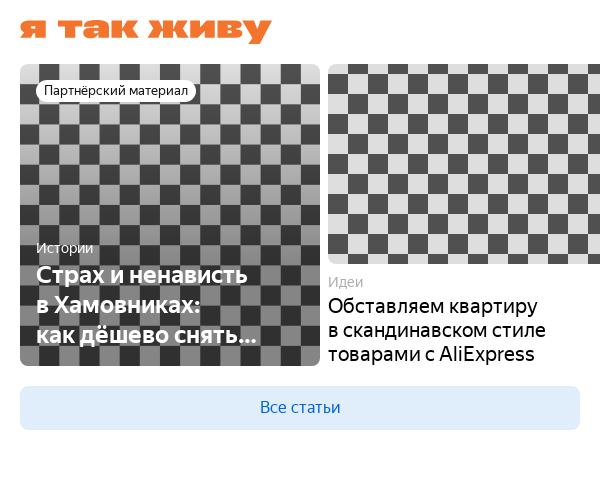 я так живу
Партнёрский материал
Истории
Страх и ненависть
в Хамовниках:
как дёшево снять...
Идеи
Обставляем квартиру
в скандинавском стиле
товарами с AliExpress
Все статьи